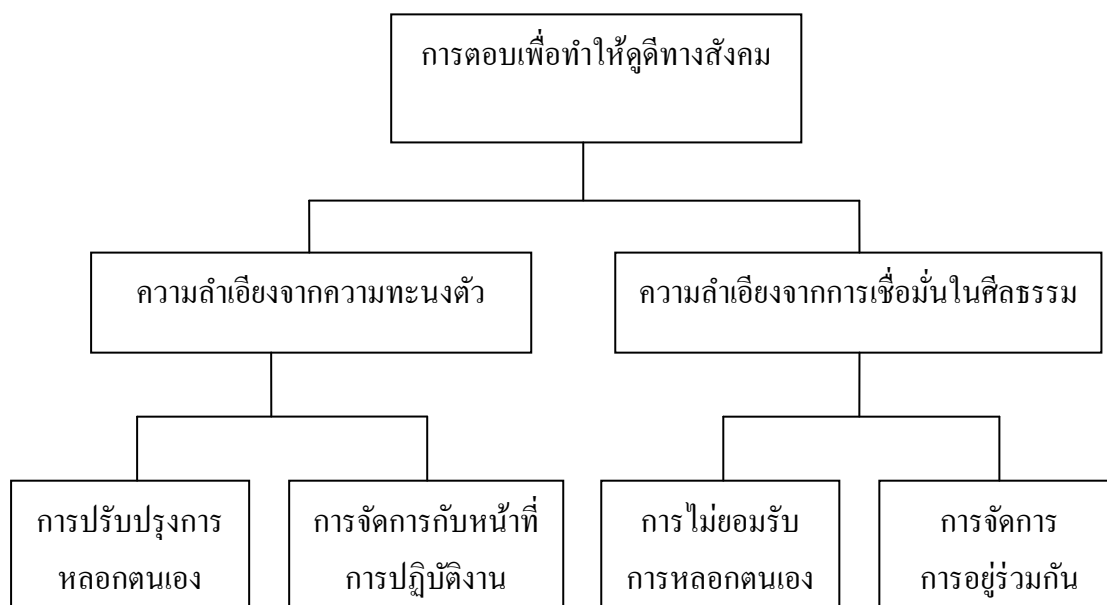 การตอบเพื่อทำให้ดูดีทางสังคม
ความลำเอียงจากความทะนงตัว
ความลำเอียงจากการเชื่อมั่นในศีลธรรม
การปรับปรุงการ
หลอกตนเอง
การจัดการกับหน้าที่
การปฏิบัติงาน
การไม่ยอมรับ
การหลอกตนเอง
การจัดการ
การอยู่ร่วมกัน